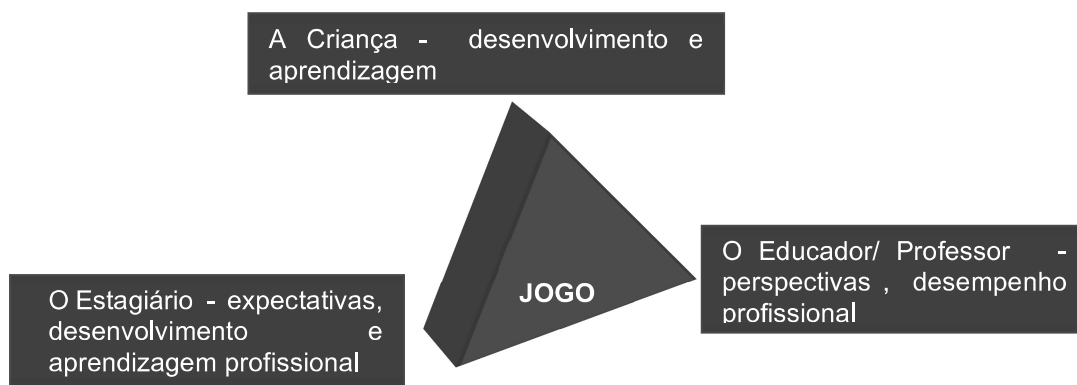 A Criança - desenvolvimento e
aprendizagem
O Educador/ Professor -
perspectivas , desempenho
profissional
O Estagiário - expectativas,
desenvolvimento e
aprendizagem profissional
JOGO